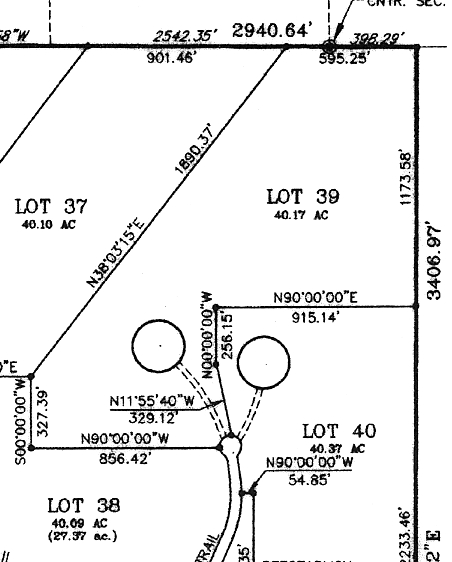 CNTR. SEC.
58"W
2542.35'
2940.64'
398.29'
901.46'
595.25'
1890.37'
N38°03'15"E
1173.58'
3406.97'
LOT 37
40.10 AC
LOT 39
40.17 AC
N90°00'00"E
915.14'
N00°00'00"W
256.15'
S00°00'00"W
327.39'
N11°55'40"W
329.12'
N90°00'00"W
856.42'
LOT 40
40.37 AC
N90°00'00"W
54.85'
LOT 38
40.09 AC
(27.37 ac.)
TRAIL
35'
2233.46'
2"E